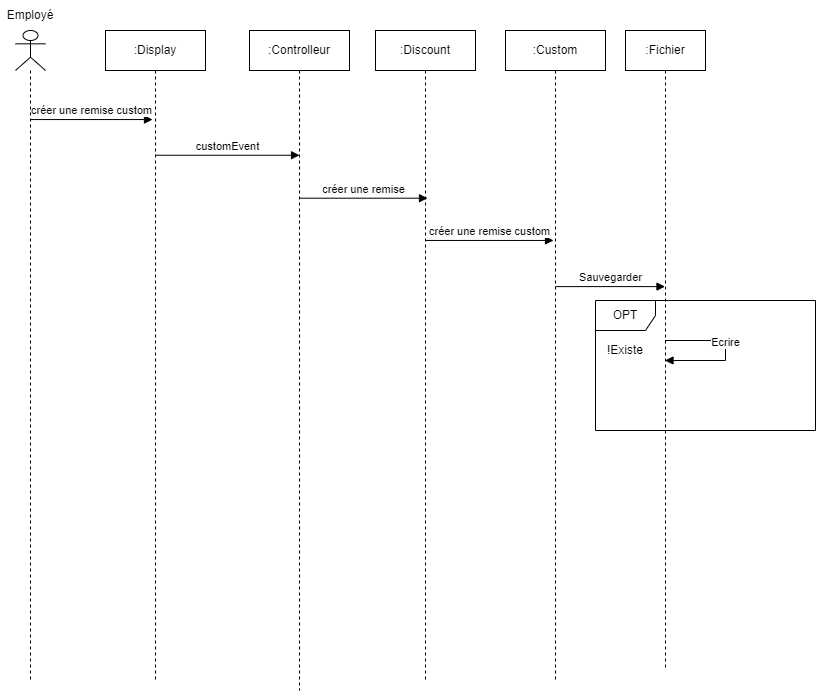 Employé
:Display
:Controlleur
:Discount
:Custom
:Fichier
créer une remise custom
customEvent
créer une remise
créer une remise custom
Sauvegarder
OPT
Ecrire
!Existe